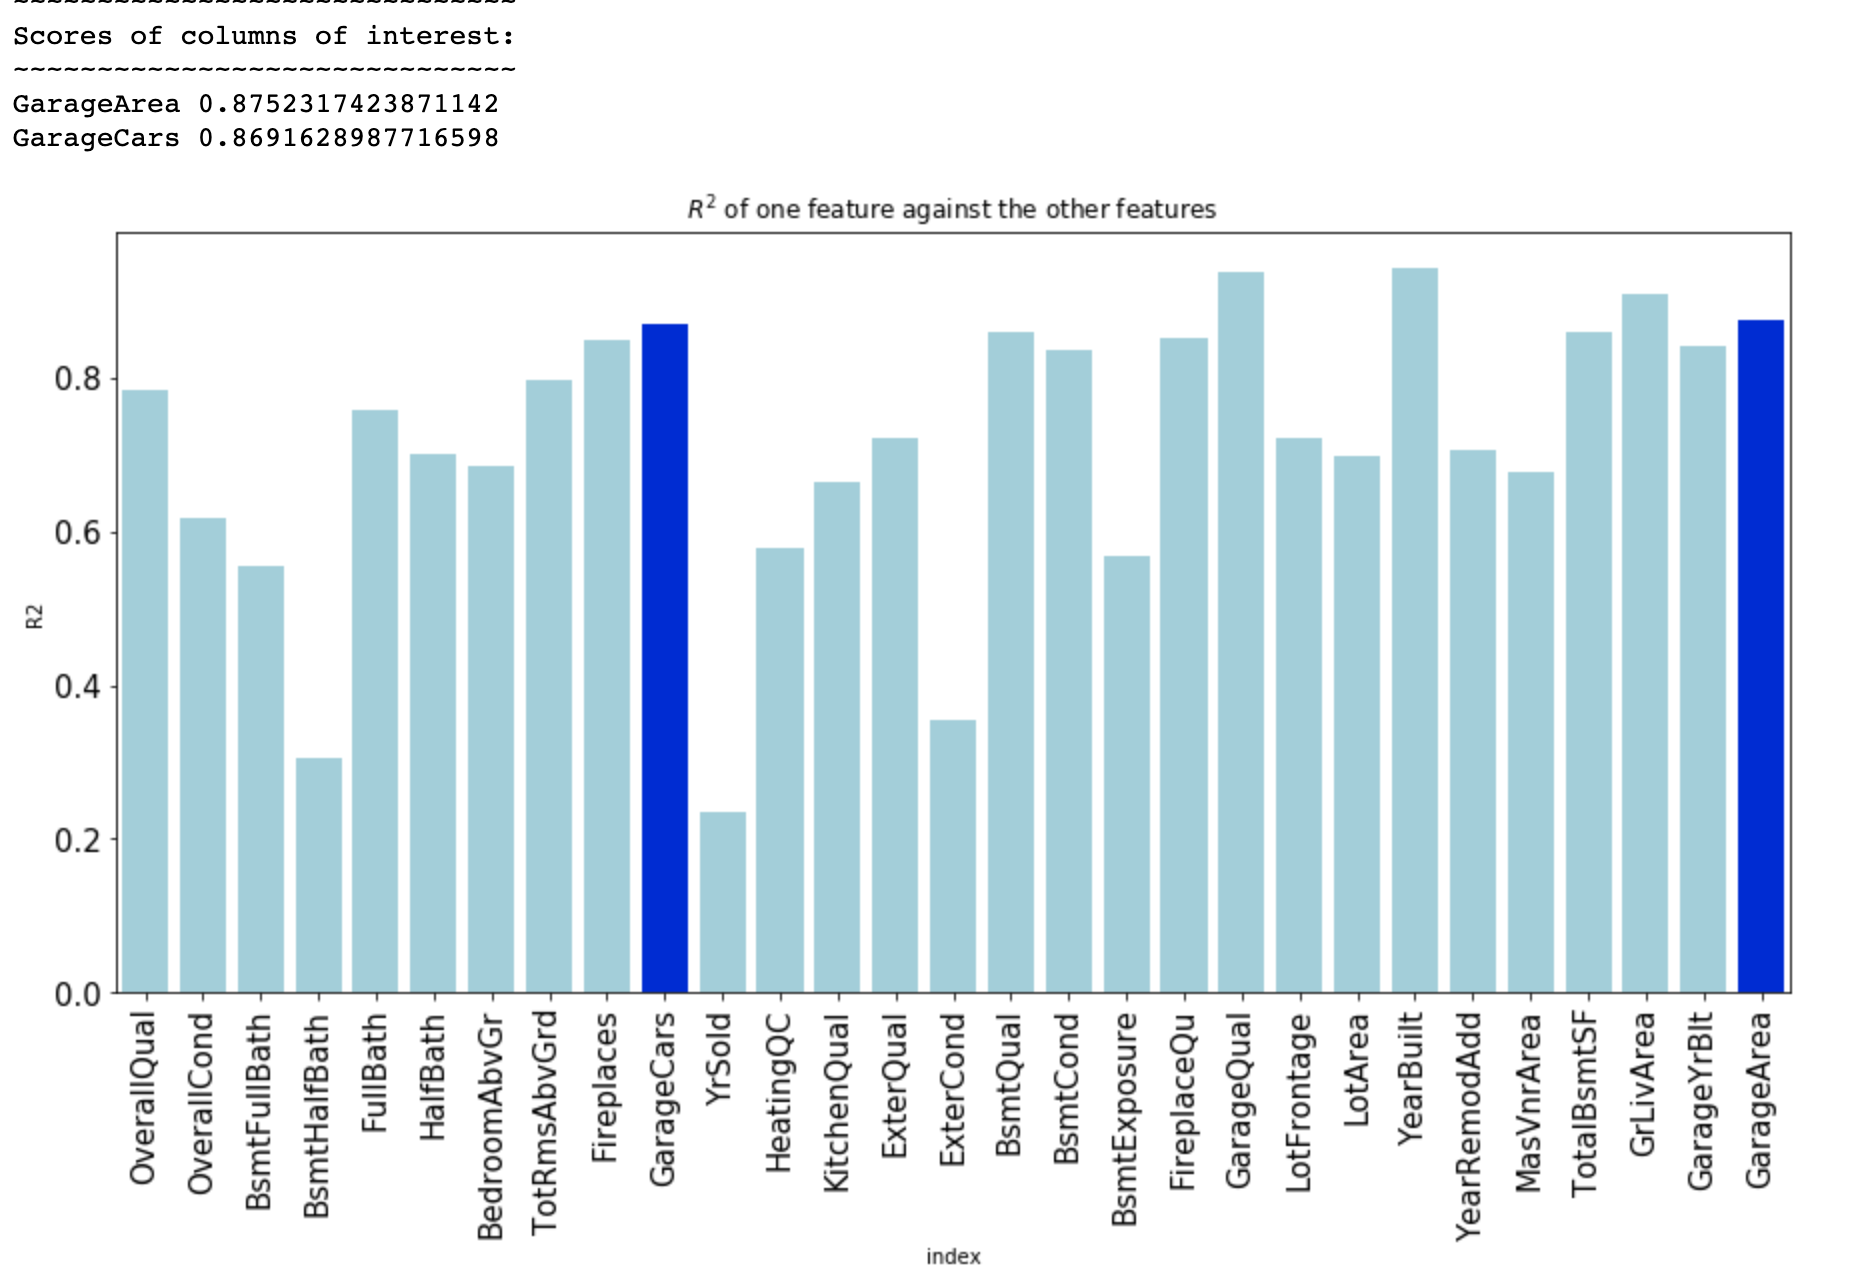 ~~~~~~~~~~~~~~~~~~~~~~~~~~~~~~
Scores of columns of interest:
~~~~~~~~~~~~~~~~~~~~~~~~~~~~~~
GarageArea 0.8752317423871142
GarageCars 0.8691628987716598
R² of one feature against the other features
R2
0.8
0.6
0.4
0.2
0.0
OverallQual
OverallCond
BsmtFullBath
BsmtHalfBath
FullBath
HalfBath
BedroomAbvGr
TotRmsAbvGrd
Fireplaces
GarageCars
YrSold
HeatingQC
KitchenQual
ExterQual
ExterCond
BsmtQual
BsmtCond
BsmtExposure
FireplaceQu
GarageQual
LotFrontage
LotArea
YearBuilt
YearRemodAdd
MasVnrArea
TotalBsmtSF
GrLivArea
GarageYrBlt
GarageArea
index